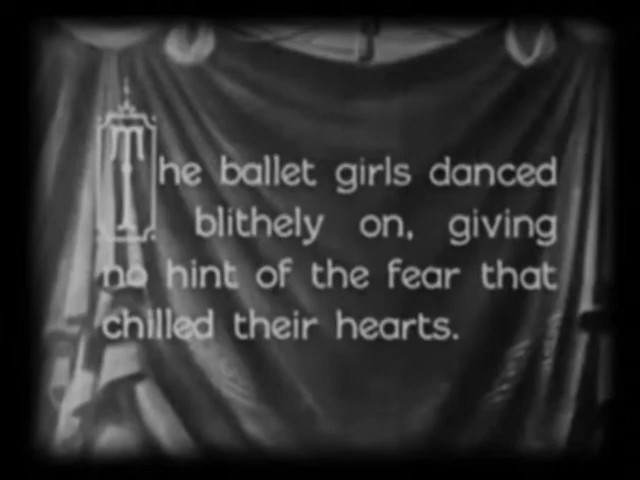 The ballet girls danced
blithely on, giving
no hint of the fear that
chilled their hearts.